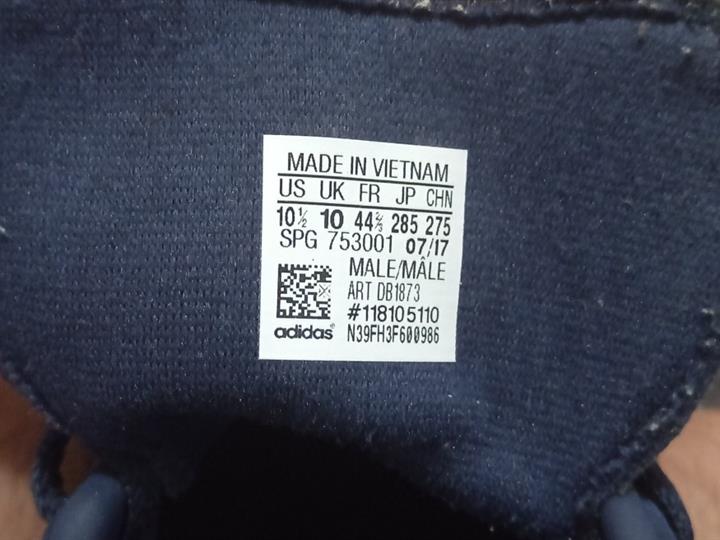 MADE IN VIETNAM
US UK FR JP CHN
10½ 10 44⅔ 285 275
SPG 753001 07/17
MALE/MÂLE
ART DB1873
#118105110
adidas® N39FH3F600986